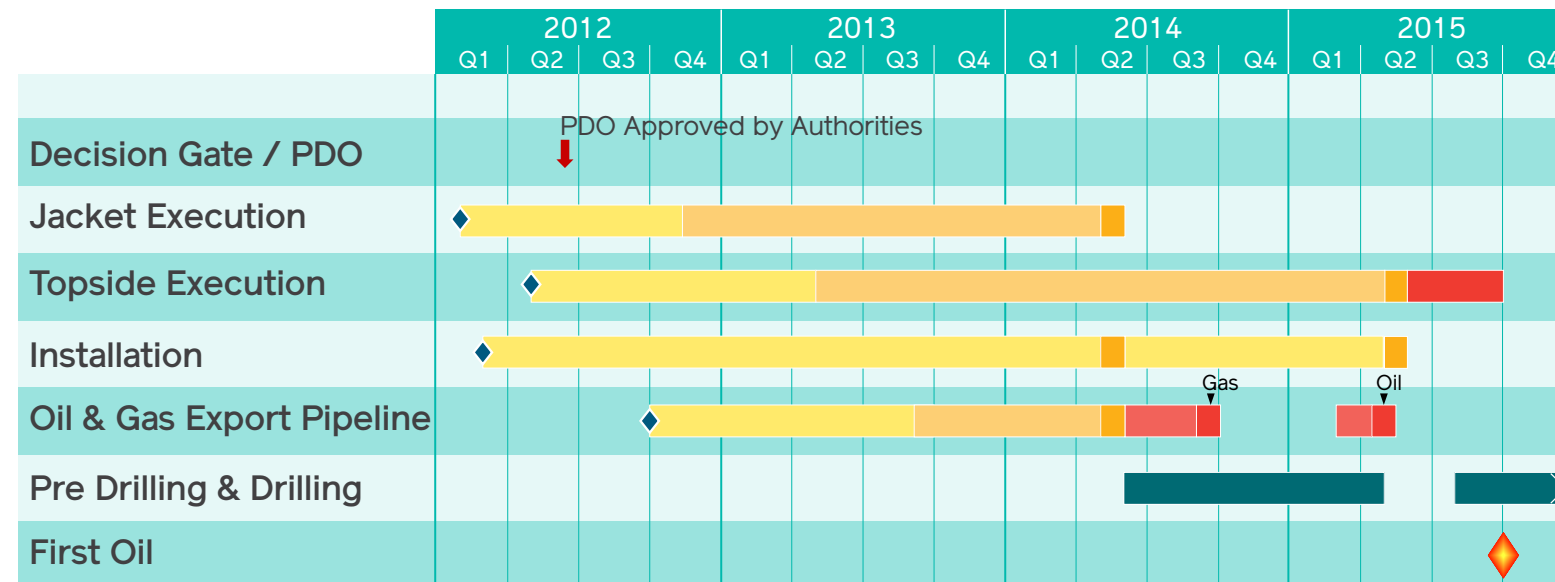 2012 2013 2014 2015
Q1 Q2 Q3 Q4 Q1 Q2 Q3 Q4 Q1 Q2 Q3 Q4 Q1 Q2 Q3 Q4
PDO Approved by Authorities
Decision Gate / PDO
Jacket Execution
Topside Execution
Installation
Gas Oil
Oil & Gas Export Pipeline
Pre Drilling & Drilling
First Oil